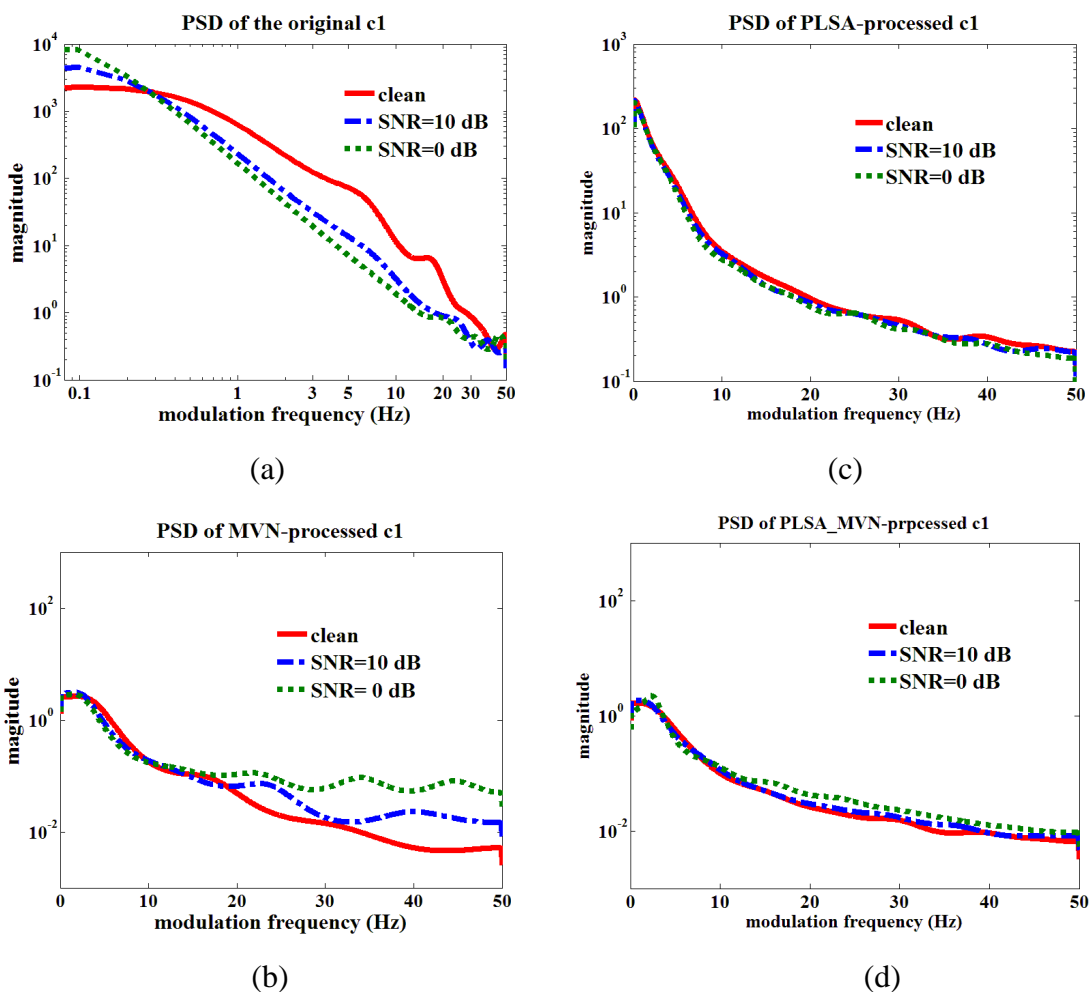 PSD of the original c1
10^4
10^3
10^2
10^1
10^0
10^-1
magnitude
clean
SNR=10 dB
SNR=0 dB
0.1 1 3 5 10 20 30 50
modulation frequency (Hz)
(a)
PSD of PLSA-processed c1
10^3
10^2
10^1
10^0
10^-1
magnitude
clean
SNR=10 dB
SNR=0 dB
0 10 20 30 40 50
modulation frequency (Hz)
(c)
PSD of MVN-processed c1
10^2
10^0
10^-2
magitude
clean
SNR=10 dB
SNR= 0 dB
0 10 20 30 40 50
modulation frequency (Hz)
(b)
PSD of PLSA_MVN-prpcessed c1
10^2
10^0
10^-2
magnitude
clean
SNR=10 dB
SNR=0 dB
0 10 20 30 40 50
modulation frequency (Hz)
(d)